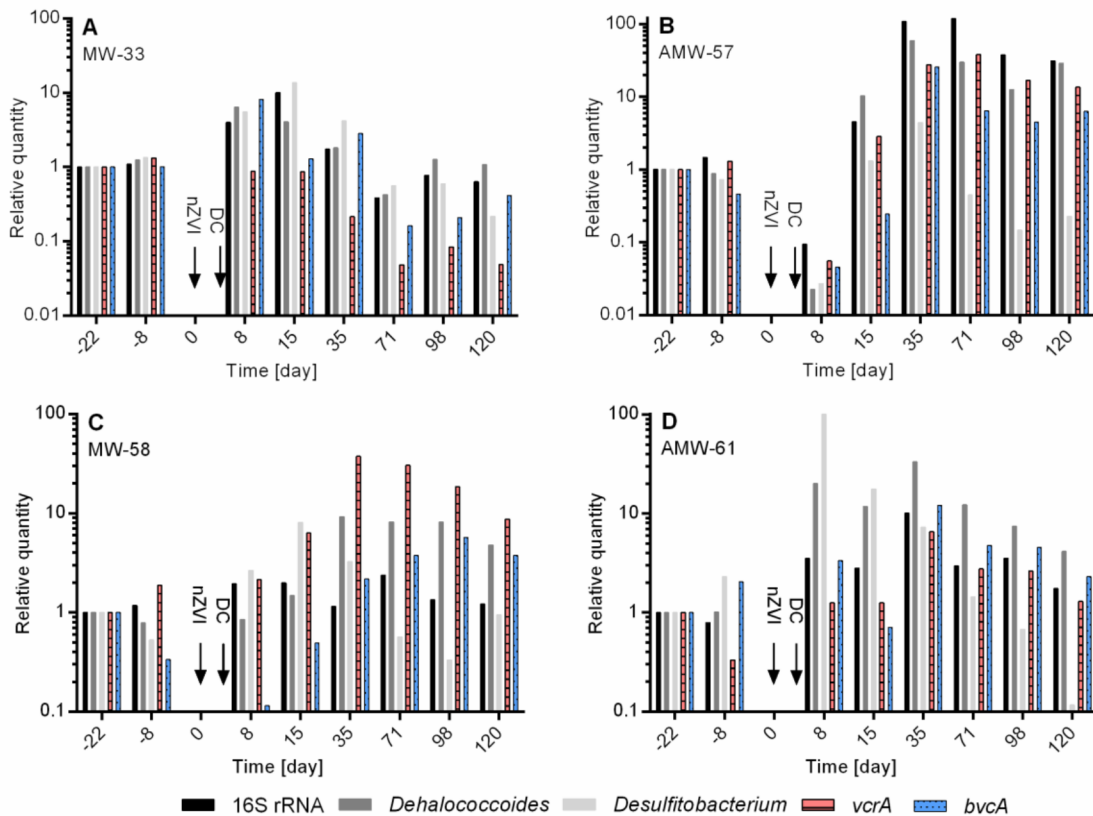 A
MW-33
Relative quantity
100
10
1
0.1
0.01
nZVI
DC
-22 -8 0 8 15 35 71 98 120
Time [day]
B
AMW-57
Relative quantity
100
10
1
0.1
0.01
nZVI
DC
-22 -8 0 8 15 35 71 98 120
Time [day]
C
MW-58
Relative quantity
100
10
1
0.1
nZVI
DC
-22 -8 0 8 15 35 71 98 120
Time [day]
D
AMW-61
Relative quantity
100
10
1
0.1
nZVI
DC
-22 -8 0 8 15 35 71 98 120
Time [day]
16S rRNA Dehalococcoides Desulfitobacterium vcrA bvcA